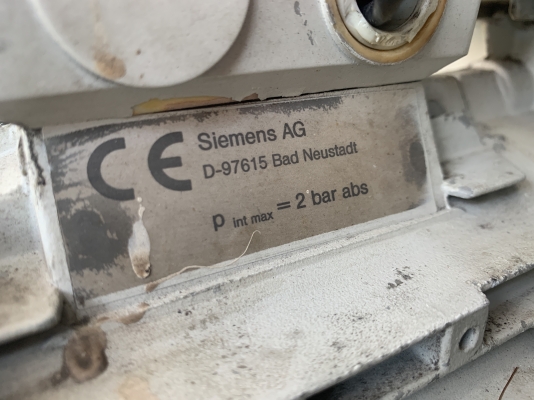 CE
Siemens AG
D-97615 Bad Neustadt
p int max = 2 bar abs